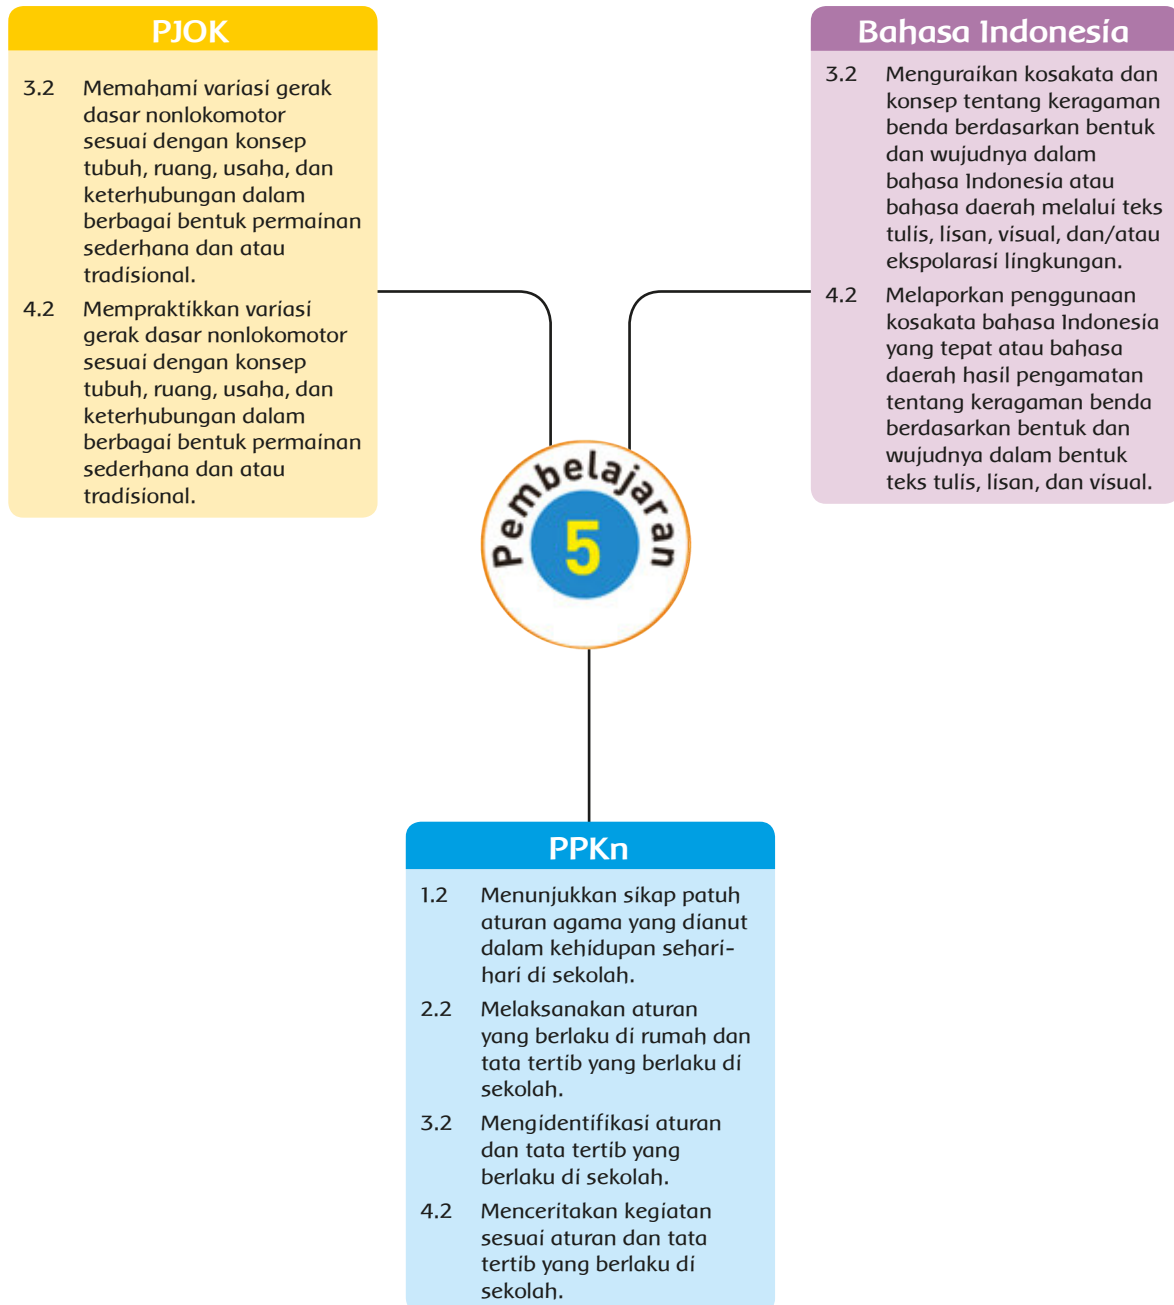 PJOK
3.2 Memahami variasi gerak
dasar nonlokomotor
sesuai dengan konsep
tubuh, ruang, usaha, dan
keterhubungan dalam
berbagai bentuk permainan
sederhana dan atau
tradisional.
4.2 Mempraktikkan variasi
gerak dasar nonlokomotor
sesuai dengan konsep
tubuh, ruang, usaha, dan
keterhubungan dalam
berbagai bentuk permainan
sederhana dan atau
tradisional.
Bahasa Indonesia
3.2 Menguraikan kosakata dan
konsep tentang keragaman
benda berdasarkan bentuk
dan wujudnya dalam
bahasa Indonesia atau
bahasa daerah melalui teks
tulis, lisan, visual, dan/atau
ekspolarasi lingkungan.
4.2 Melaporkan penggunaan
kosakata bahasa Indonesia
yang tepat atau bahasa
daerah hasil pengamatan
tentang keragaman benda
berdasarkan bentuk dan
wujudnya dalam bentuk
teks tulis, lisan, dan visual.
Pembelajaran
5
PPKn
1.2 Menunjukkan sikap patuh
aturan agama yang dianut
dalam kehidupan sehari-
hari di sekolah.
2.2 Melaksanakan aturan
yang berlaku di rumah dan
tata tertib yang berlaku di
sekolah.
3.2 Mengidentifikasi aturan
dan tata tertib yang
berlaku di sekolah.
4.2 Menceritakan kegiatan
sesuai aturan dan tata
tertib yang berlaku di
sekolah.